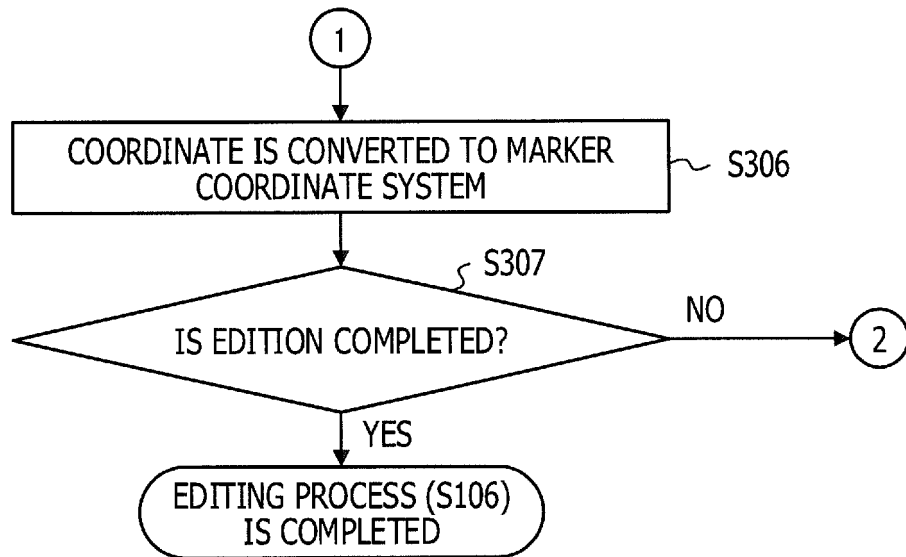 1
COORDINATE IS CONVERTED TO MARKER
COORDINATE SYSTEM
S306
S307
IS EDITION COMPLETED?
NO
2
YES
EDITING PROCESS (S106)
IS COMPLETED